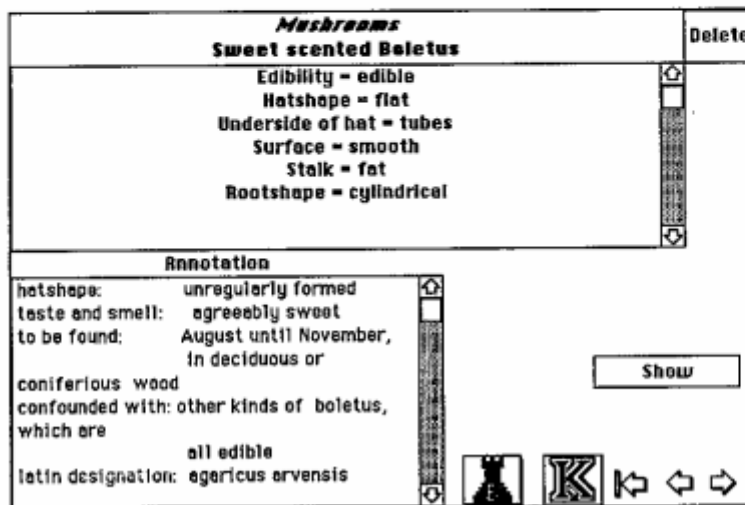 Mushrooms
Sweet scented Boletus
Delete
Edibility = edible
Hatshape = flat
Underside of hat = tubes
Surface = smooth
Stalk = fat
Rootshape = cylindrical
Annotation
hatshape: unregularly formed
taste and smell: agreeably sweet
to be found: August until November,
in deciduous or
coniferious wood
confounded with: other kinds of boletus,
which are
all edible
latin designation: agaricus arvensis
Show
K